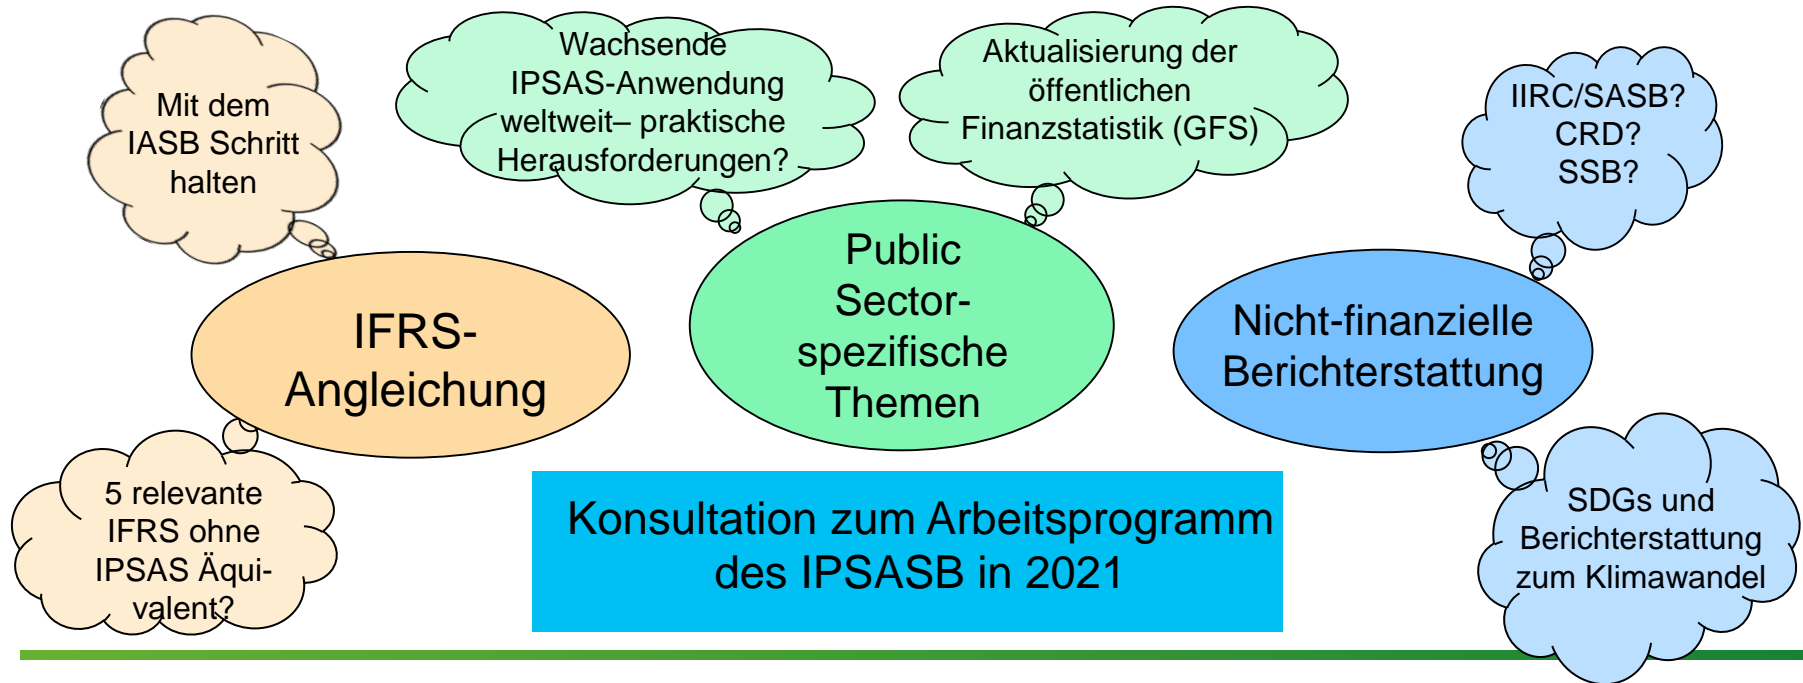 Mit dem
IASB Schritt
halten
Wachsende
IPSAS-Anwendung
weltweit– praktische
Herausforderungen?
Aktualisierung der
öffentlichen
Finanzstatistik (GFS)
IIRC/SASB?
CRD?
SSB?
IFRS-
Angleichung
Public
Sector-
spezifische
Themen
Nicht-finanzielle
Berichterstattung
5 relevante
IFRS ohne
IPSAS Äqui-
valent?
Konsultation zum Arbeitsprogramm
des IPSASB in 2021
SDGs und
Berichterstattung
zum Klimawandel